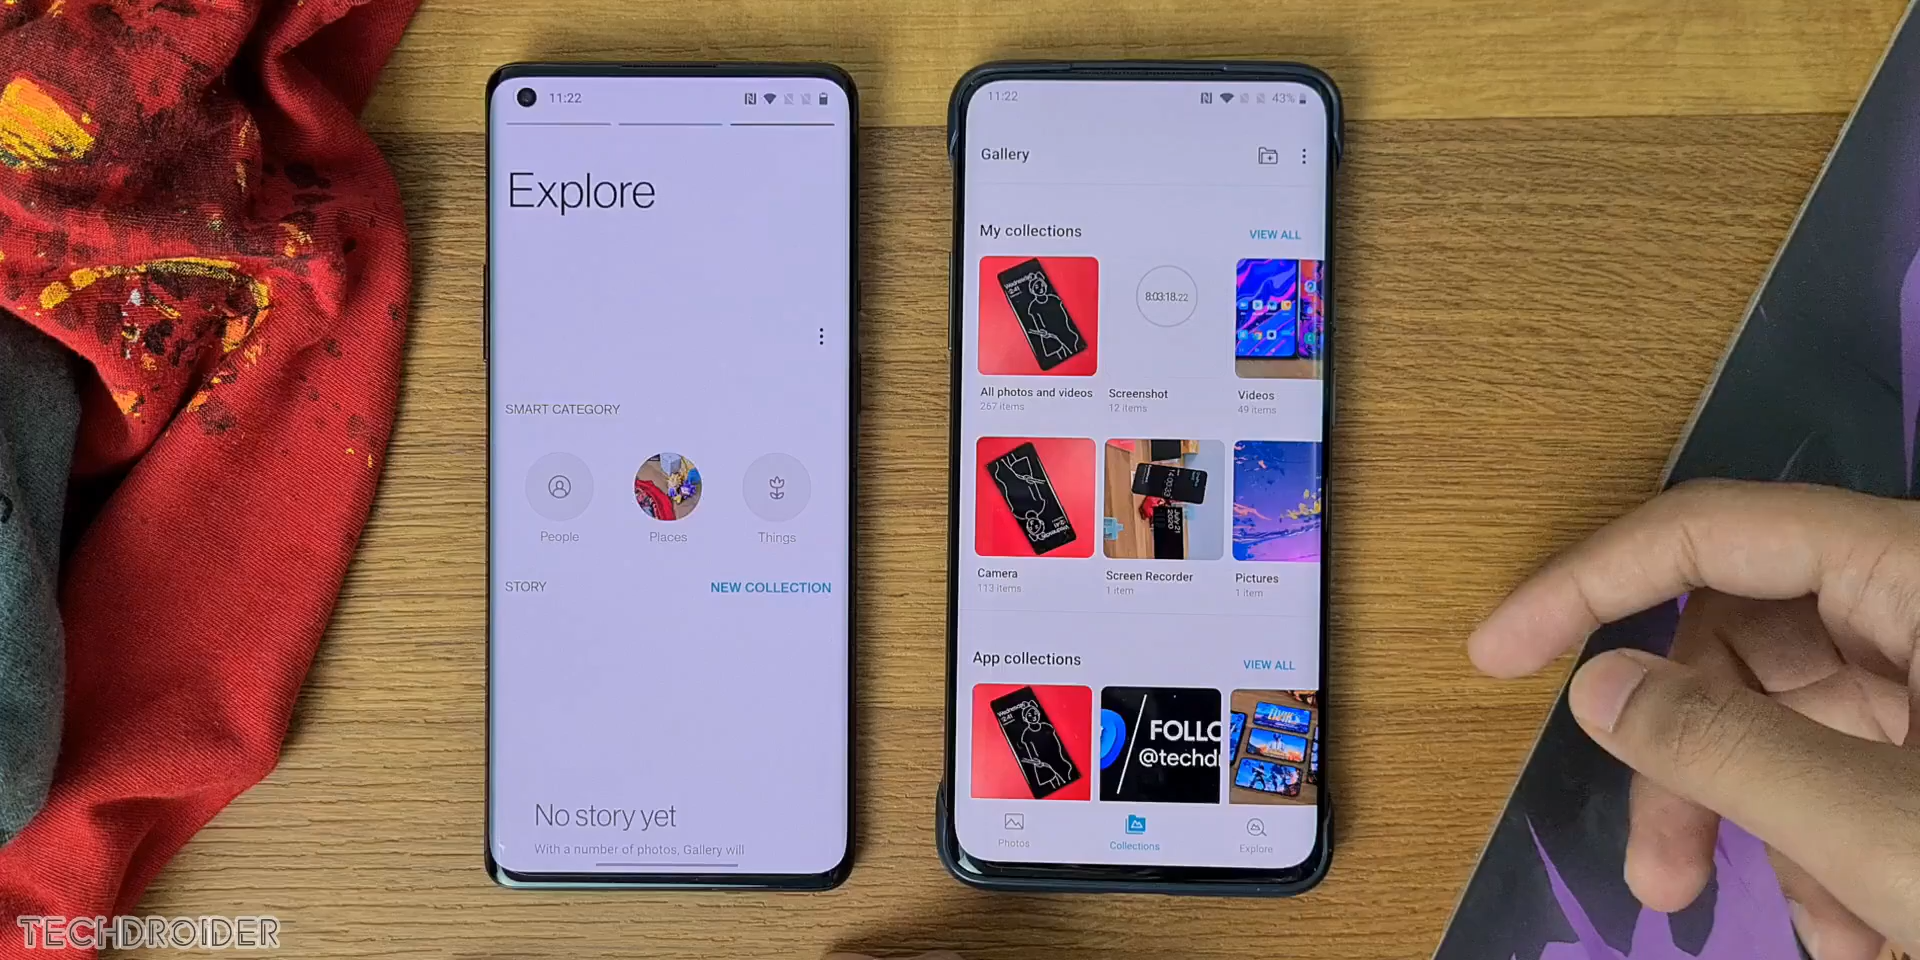 11:22
Explore
SMART CATEGORY
People
Places
Things
STORY
NEW COLLECTION
No story yet
With a number of photos, Gallery will
11:22
43%
Gallery
My collections
VIEW ALL
8:03:18.22
All photos and videos
267 items
Screenshot
12 items
Videos
49 items
Camera
113 items
Screen Recorder
1 item
Pictures
1 item
App collections
VIEW ALL
Wednesday
FOLLO
@techdr
Photos
Collections
Explore
TECHDROIDER